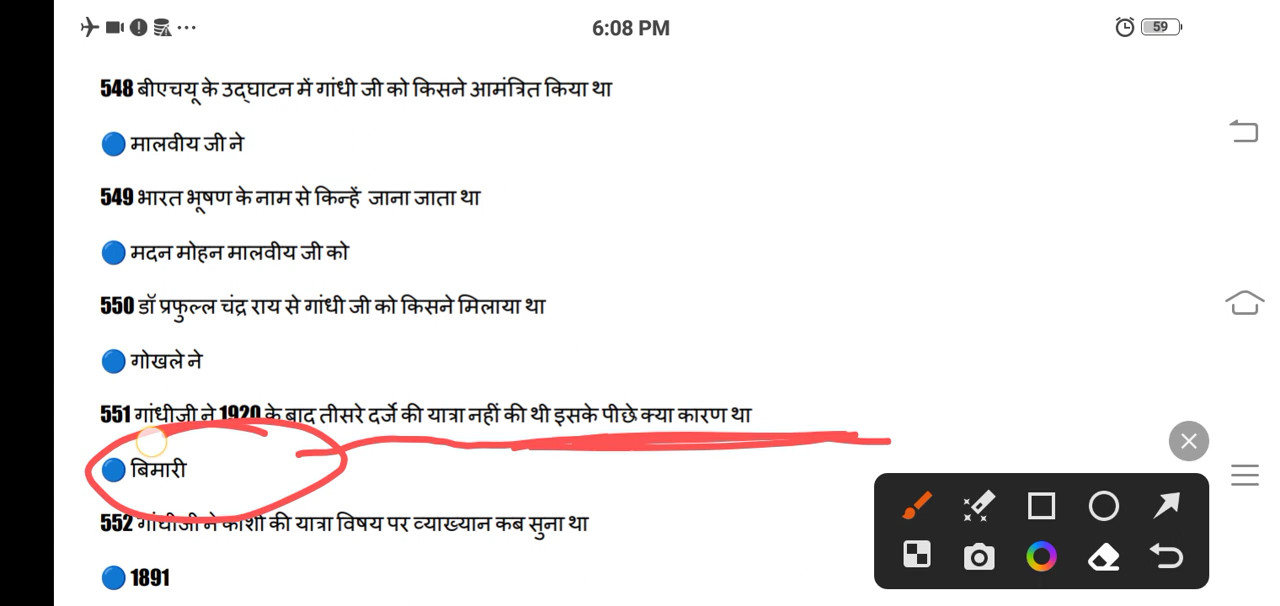 6:08 PM
59
548 बीएचयू के उद्घाटन में गांधी जी को किसने आमंत्रित किया था
मालवीय जी ने
549 भारत भूषण के नाम से किन्हें जाना जाता था
मदन मोहन मालवीय जी को
550 डॉ प्रफुल्ल चंद्र राय से गांधी जी को किसने मिलाया था
गोखले ने
551 गांधीजी ने 1920 के बाद तीसरे दर्जे की यात्रा नहीं की थी इसके पीछे क्या कारण था
बिमारी
552 गांधीजी ने काशी की यात्रा विषय पर व्याख्यान कब सुना था
1891